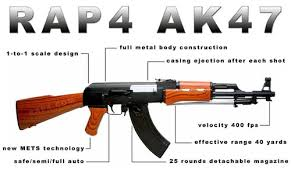 RAP4 AK47
full metal body construction
1-to-1 scale design
casing ejection after each shot
velocity 400 fps
new METS technology
effective range 40 yards
safe/semi/full auto
25 rounds detachable magazine